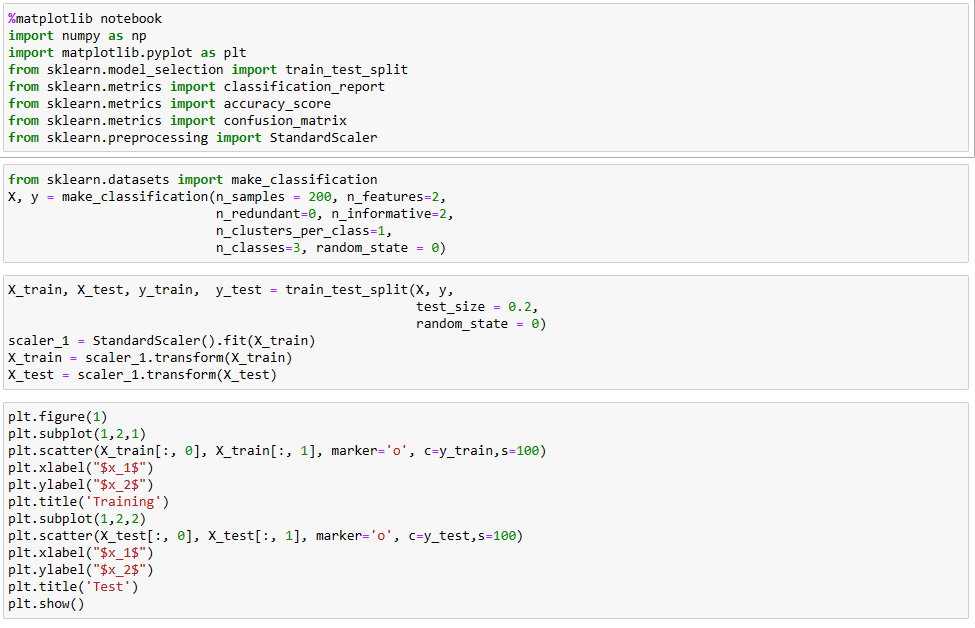 %matplotlib notebook
import numpy as np
import matplotlib.pyplot as plt
from sklearn.model_selection import train_test_split
from sklearn.metrics import classification_report
from sklearn.metrics import accuracy_score
from sklearn.metrics import confusion_matrix
from sklearn.preprocessing import StandardScaler
from sklearn.datasets import make_classification
X, y = make_classification(n_samples = 200, n_features=2,
                           n_redundant=0, n_informative=2,
                           n_clusters_per_class=1,
                           n_classes=3, random_state = 0)
X_train, X_test, y_train,  y_test = train_test_split(X, y,
                                                     test_size = 0.2,
                                                     random_state = 0)
scaler_1 = StandardScaler().fit(X_train)
X_train = scaler_1.transform(X_train)
X_test = scaler_1.transform(X_test)
plt.figure(1)
plt.subplot(1,2,1)
plt.scatter(X_train[:, 0], X_train[:, 1], marker='o', c=y_train,s=100)
plt.xlabel("$x_1$")
plt.ylabel("$x_2$")
plt.title('Training')
plt.subplot(1,2,2)
plt.scatter(X_test[:, 0], X_test[:, 1], marker='o', c=y_test,s=100)
plt.xlabel("$x_1$")
plt.ylabel("$x_2$")
plt.title('Test')
plt.show()